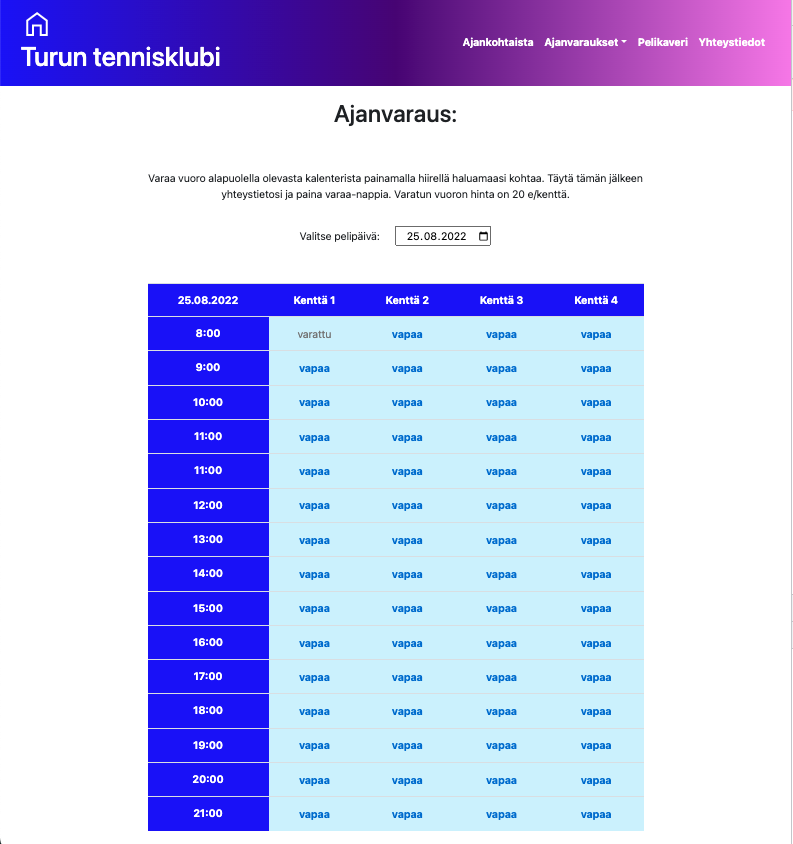 Turun tennisklubi
Ajankohtaista Ajanvaraukset Pelikaveri Yhteystiedot
Ajanvaraus:
Varaa vuoro alapuolella olevasta kalenterista painamalla hiirellä haluamaasi kohtaa. Täytä tämän jälkeen
yhteystietosi ja paina varaa-nappia. Varatun vuoron hinta on 20 e/kenttä.
Valitse pelipäivä: 25.08.2022
25.08.2022 Kenttä 1 Kenttä 2 Kenttä 3 Kenttä 4
8:00 varattu vapaa vapaa vapaa
9:00 vapaa vapaa vapaa vapaa
10:00 vapaa vapaa vapaa vapaa
11:00 vapaa vapaa vapaa vapaa
11:00 vapaa vapaa vapaa vapaa
12:00 vapaa vapaa vapaa vapaa
13:00 vapaa vapaa vapaa vapaa
14:00 vapaa vapaa vapaa vapaa
15:00 vapaa vapaa vapaa vapaa
16:00 vapaa vapaa vapaa vapaa
17:00 vapaa vapaa vapaa vapaa
18:00 vapaa vapaa vapaa vapaa
19:00 vapaa vapaa vapaa vapaa
20:00 vapaa vapaa vapaa vapaa
21:00 vapaa vapaa vapaa vapaa